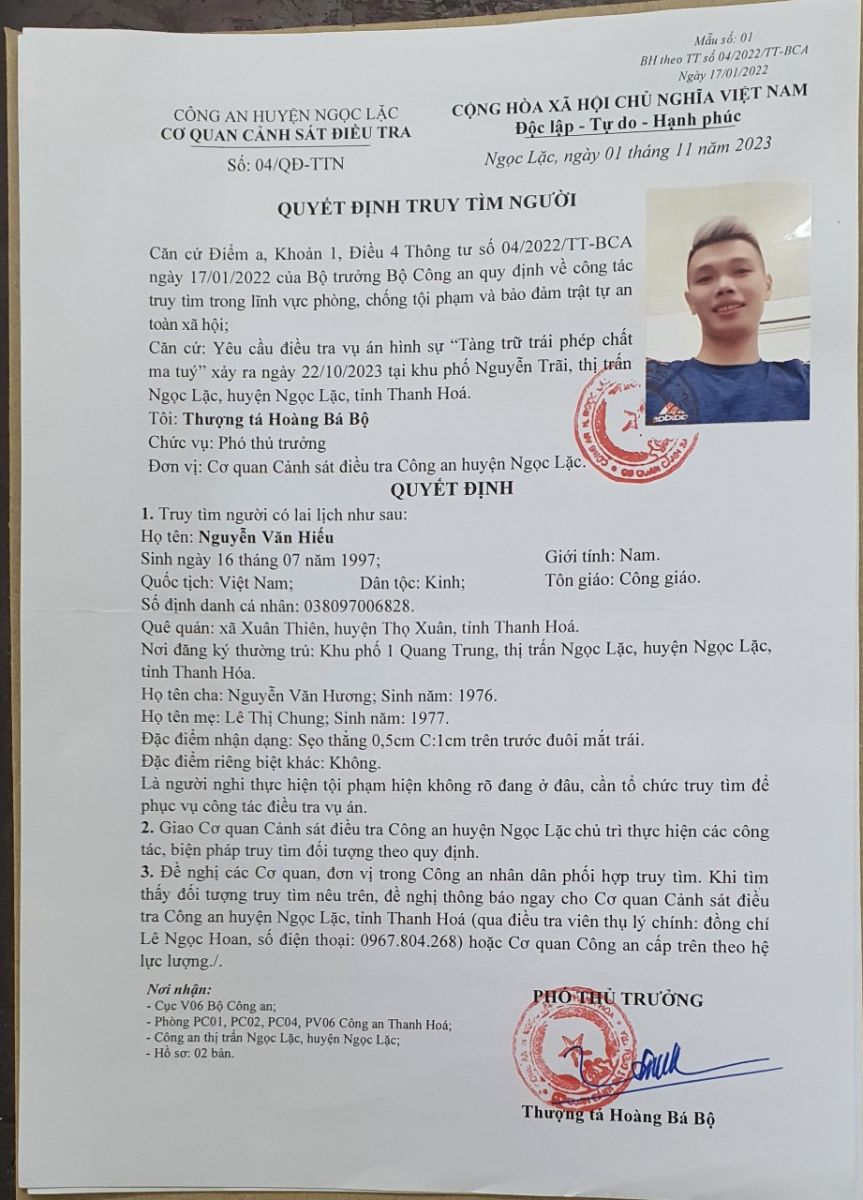 Mẫu số: 01
BH theo TT số 04/2022/TT-BCA
Ngày 17/01/2022
CÔNG AN HUYỆN NGỌC LẶC
CƠ QUAN CẢNH SÁT ĐIỀU TRA
Số: 04/QĐ-TTN
CỘNG HÒA XÃ HỘI CHỦ NGHĨA VIỆT NAM
Độc lập - Tự do - Hạnh phúc
Ngọc Lặc, ngày 01 tháng 11 năm 2023
QUYẾT ĐỊNH TRUY TÌM NGƯỜI
Căn cứ Điểm a, Khoản 1, Điều 4 Thông tư số 04/2022/TT-BCA
ngày 17/01/2022 của Bộ trưởng Bộ Công an quy định về công tác
truy tìm trong lĩnh vực phòng, chống tội phạm và bảo đảm trật tự an
toàn xã hội;
Căn cứ: Yêu cầu điều tra vụ án hình sự “Tàng trữ trái phép chất
ma tuý” xảy ra ngày 22/10/2023 tại khu phố Nguyễn Trãi, thị trấn
Ngọc Lặc, huyện Ngọc Lặc, tỉnh Thanh Hoá.
Tôi: Thượng tá Hoàng Bá Bộ
Chức vụ: Phó thủ trưởng
Đơn vị: Cơ quan Cảnh sát điều tra Công an huyện Ngọc Lặc.
adidas
QUYẾT ĐỊNH
1. Truy tìm người có lai lịch như sau:
Họ tên: Nguyễn Văn Hiếu
Sinh ngày 16 tháng 07 năm 1997; Giới tính: Nam.
Quốc tịch: Việt Nam; Dân tộc: Kinh; Tôn giáo: Công giáo.
Số định danh cá nhân: 038097006828.
Quê quán: xã Xuân Thiên, huyện Thọ Xuân, tỉnh Thanh Hoá.
Nơi đăng ký thường trú: Khu phố 1 Quang Trung, thị trấn Ngọc Lặc, huyện Ngọc Lặc,
tỉnh Thanh Hóa.
Họ tên cha: Nguyễn Văn Hương; Sinh năm: 1976.
Họ tên mẹ: Lê Thị Chung; Sinh năm: 1977.
Đặc điểm nhận dạng: Sẹo thẳng 0,5cm C:1cm trên trước đuôi mắt trái.
Đặc điểm riêng biệt khác: Không.
Là người nghi thực hiện tội phạm hiện không rõ đang ở đâu, cần tổ chức truy tìm để
phục vụ công tác điều tra vụ án.
2. Giao Cơ quan Cảnh sát điều tra Công an huyện Ngọc Lặc chủ trì thực hiện các công
tác, biện pháp truy tìm đối tượng theo quy định.
3. Đề nghị các Cơ quan, đơn vị trong Công an nhân dân phối hợp truy tìm. Khi tìm
thấy đối tượng truy tìm nêu trên, đề nghị thông báo ngay cho Cơ quan Cảnh sát điều
tra Công an huyện Ngọc Lặc, tỉnh Thanh Hoá (qua điều tra viên thụ lý chính: đồng chí
Lê Ngọc Hoan, số điện thoại: 0967.804.268) hoặc Cơ quan Công an cấp trên theo hệ
lực lượng./.
Nơi nhận:
- Cục V06 Bộ Công an;
- Phòng PC01, PC02, PC04, PV06 Công an Thanh Hoá;
- Công an thị trấn Ngọc Lặc, huyện Ngọc Lặc;
- Hồ sơ: 02 bản.
PHÓ THỦ TRƯỞNG
Thượng tá Hoàng Bá Bộ